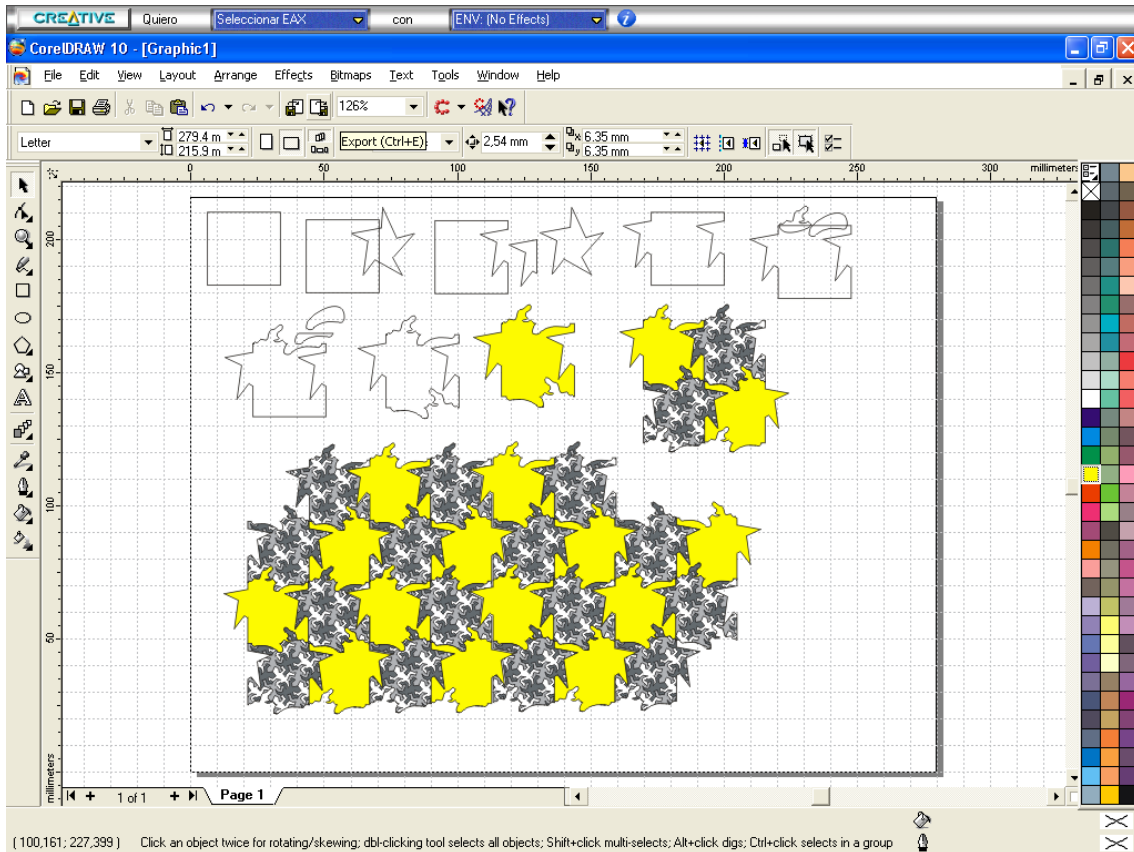 CREATIVE Quiero Seleccionar EAX con ENV: (No Effects)
CorelDRAW 10 - [Graphic1]
File Edit View Layout Arrange Effects Bitmaps Text Tools Window Help
126%
Letter 279.4 m 215.9 m Export (Ctrl+E) 2,54 mm x 6.35 mm y 6.35 mm
0 50 100 150 200 250 300 millimeters
200
150
100
50
millimeters
1 of 1 Page 1
( 100,161; 227,399 ) Click an object twice for rotating/skewing; dbl-clicking tool selects all objects; Shift+click multi-selects; Alt+click digs; Ctrl+click selects in a group